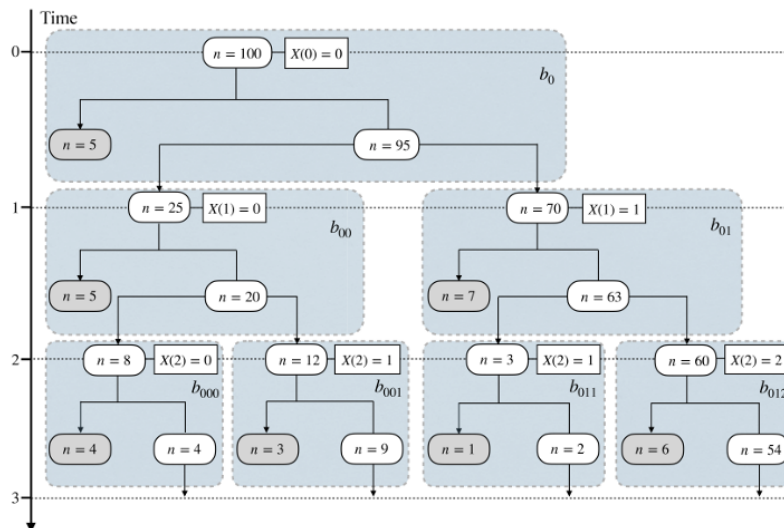 Time
0 n = 100 X(0) = 0 b₀
n = 5 n = 95
1 n = 25 X(1) = 0 b₀₀ n = 70 X(1) = 1 b₀₁
n = 5 n = 20 n = 7 n = 63
2 n = 8 X(2) = 0 b₀₀₀ n = 12 X(2) = 1 b₀₀₁ n = 3 X(2) = 1 b₀₁₁ n = 60 X(2) = 2 b₀₁₂
n = 4 n = 4 n = 3 n = 9 n = 1 n = 2 n = 6 n = 54
3